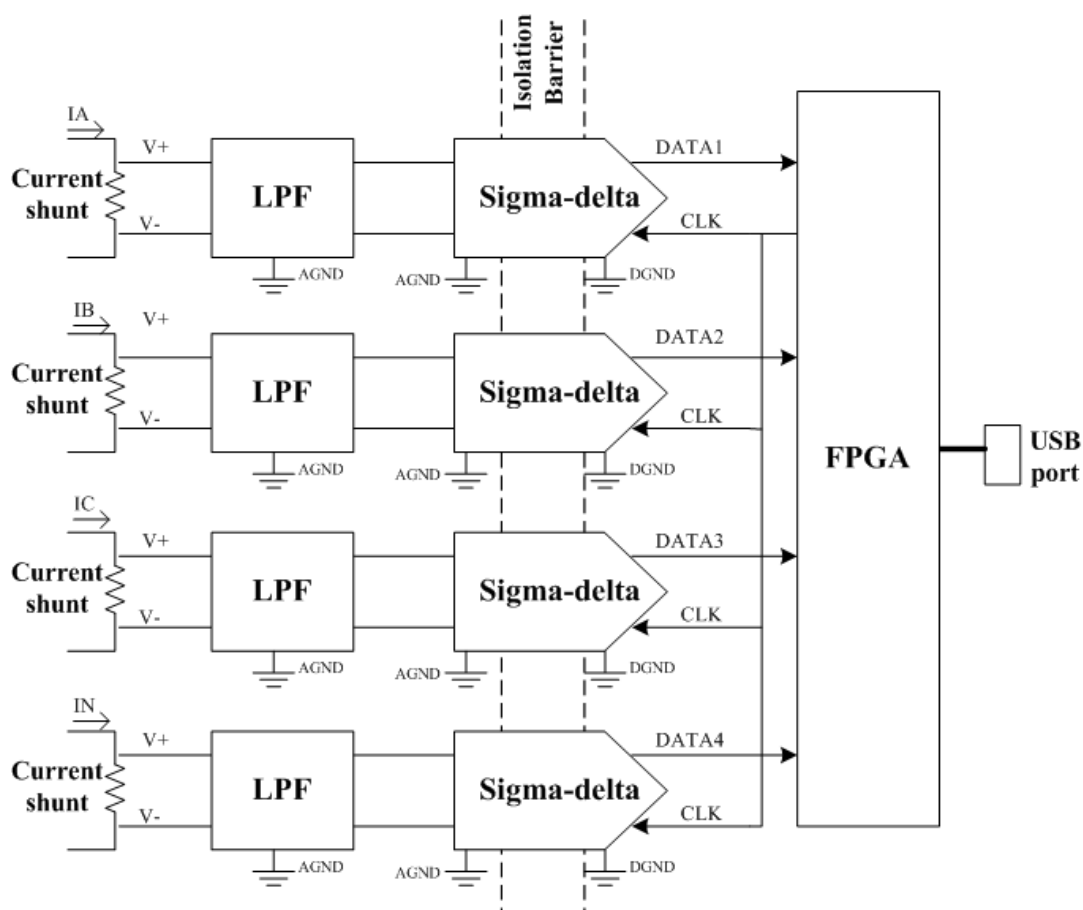 Isolation
Barrier
IA
V+
Current
shunt
V-
LPF
AGND
Sigma-delta
AGND
DGND
DATA1
CLK
IB
V+
Current
shunt
V-
LPF
AGND
Sigma-delta
AGND
DGND
DATA2
CLK
IC
V+
Current
shunt
V-
LPF
AGND
Sigma-delta
AGND
DGND
DATA3
CLK
IN
V+
Current
shunt
V-
LPF
AGND
Sigma-delta
AGND
DGND
DATA4
CLK
FPGA
USB
port